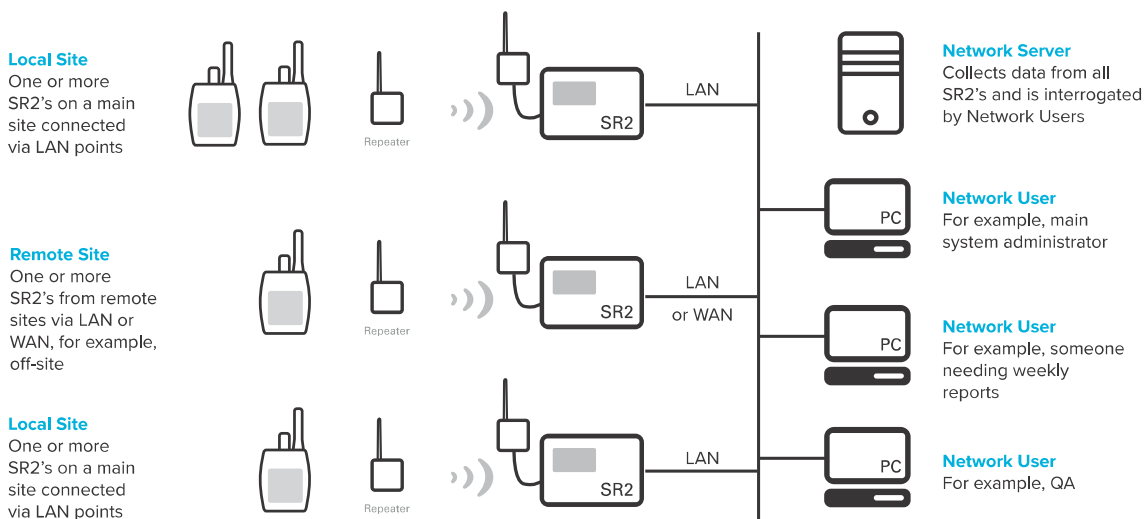 Local Site
One or more
SR2's on a main
site connected
via LAN points
Repeater
SR2
LAN
Network Server
Collects data from all
SR2's and is interrogated
by Network Users
PC
Network User
For example, main
system administrator
Remote Site
One or more
SR2's from remote
sites via LAN or
WAN, for example,
off-site
Repeater
SR2
LAN
or WAN
PC
Network User
For example, someone
needing weekly
reports
Local Site
One or more
SR2's on a main
site connected
via LAN points
Repeater
SR2
LAN
PC
Network User
For example, QA